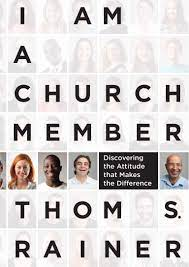 I AM
A
CHURCH
MEMBER
Discovering
the Attitude
that Makes
the Difference
THOM S.
RAINER